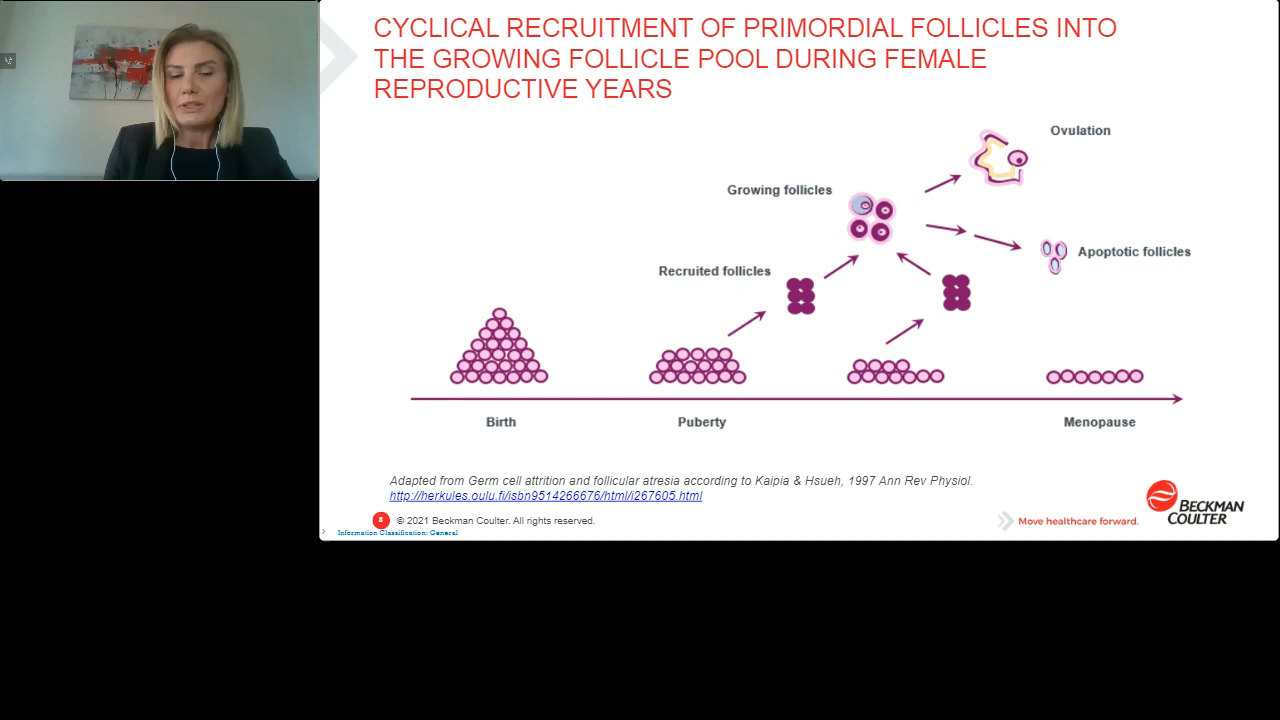 CYCLICAL RECRUITMENT OF PRIMORDIAL FOLLICLES INTO
THE GROWING FOLLICLE POOL DURING FEMALE
REPRODUCTIVE YEARS
Ovulation
Growing follicles
Apoptotic follicles
Recruited follicles
Birth
Puberty
Menopause
Adapted from Germ cell attrition and follicular atresia according to Kaipia & Hsueh, 1997 Ann Rev Physiol.
http://herkules.oulu.fi/isbn9514266676/html/i267605.html
8 © 2021 Beckman Coulter. All rights reserved.
Move healthcare forward.
BECKMAN
COULTER
Information Classification: General